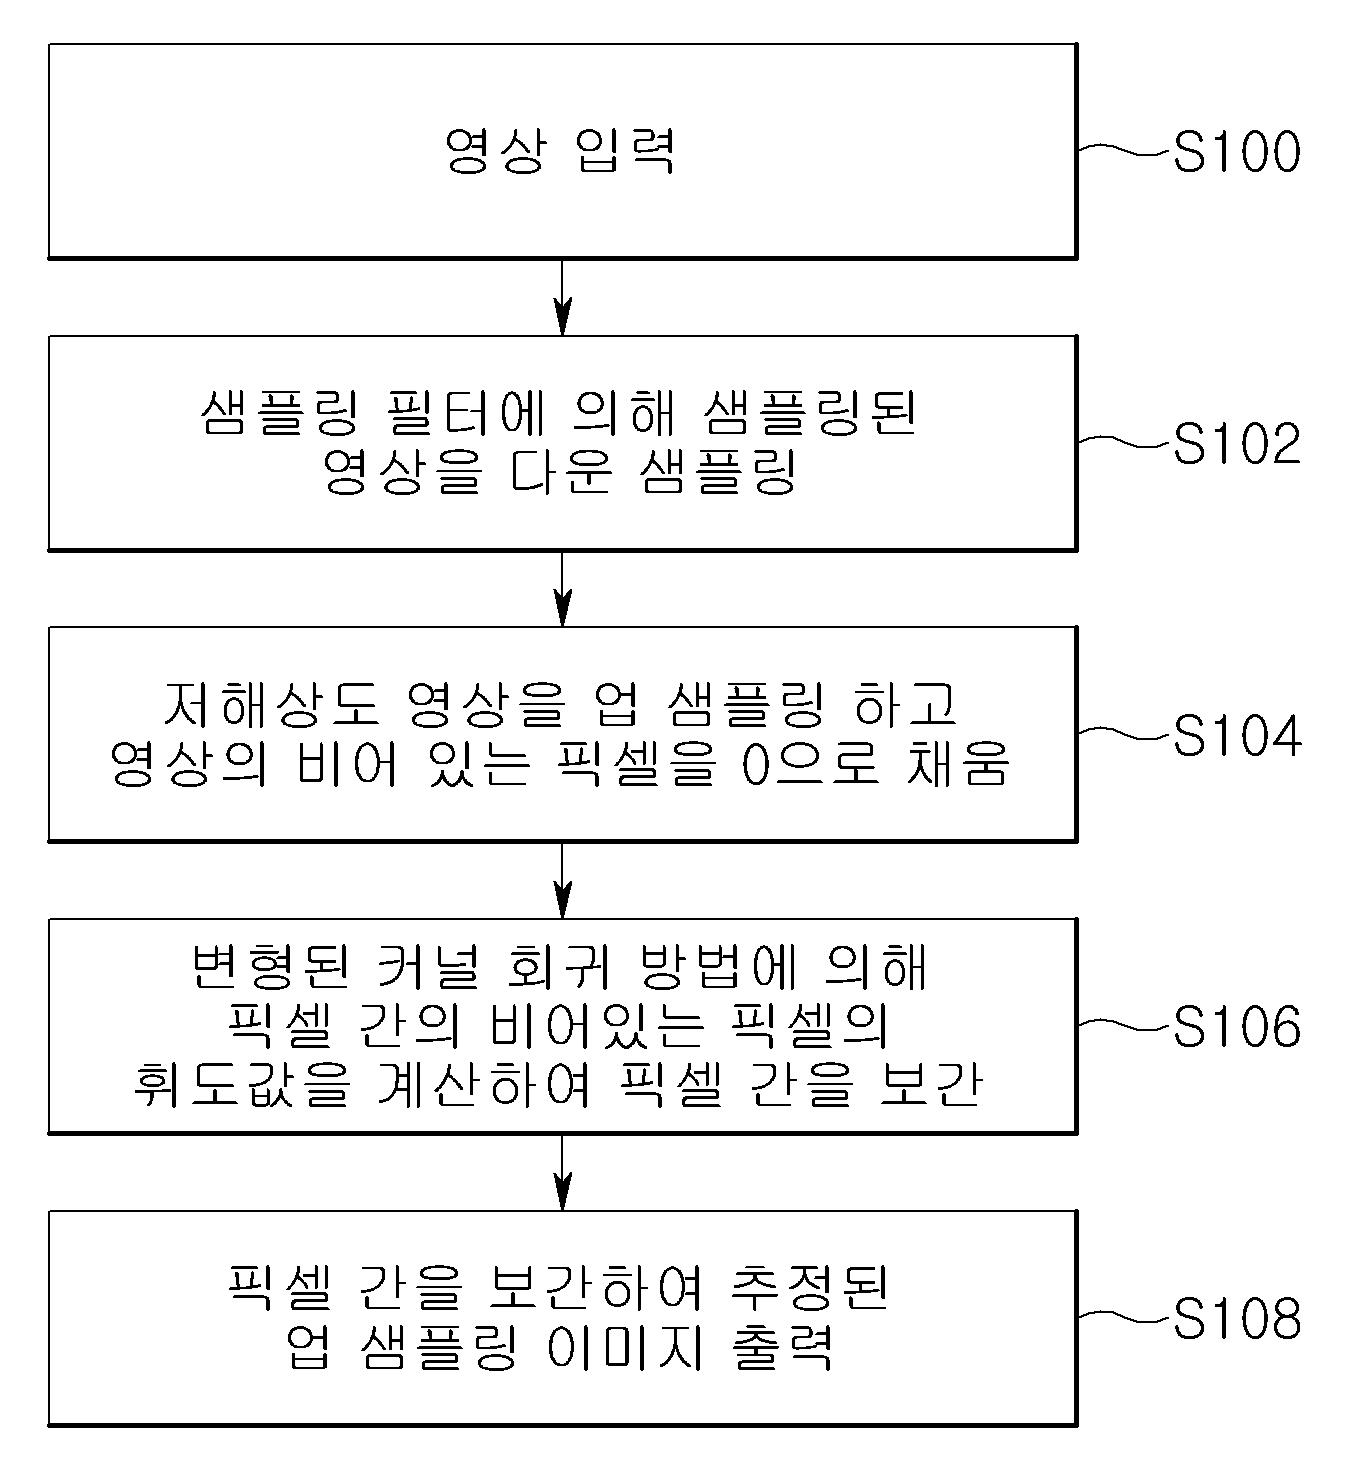 영상 입력
S100
샘플링 필터에 의해 샘플링된
영상을 다운 샘플링
S102
저해상도 영상을 업 샘플링 하고
영상의 비어 있는 픽셀을 0으로 채움
S104
변형된 커널 회귀 방법에 의해
픽셀 간의 비어있는 픽셀의
휘도값을 계산하여 픽셀 간을 보간
S106
픽셀 간을 보간하여 추정된
업 샘플링 이미지 출력
S108